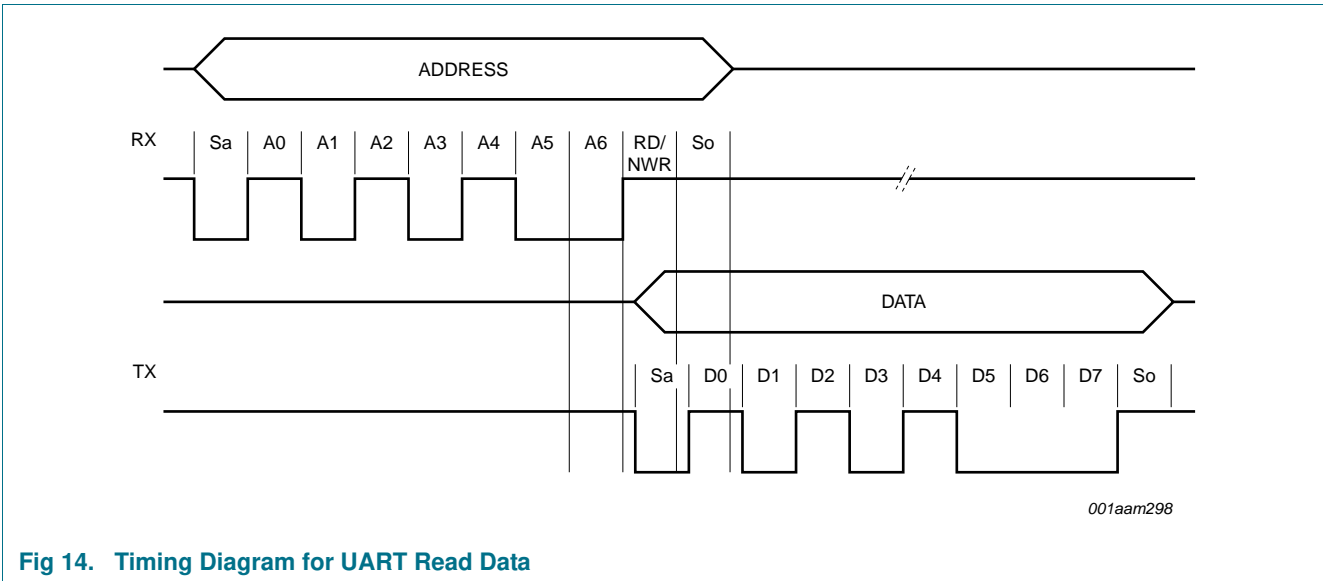 ADDRESS
RX Sa A0 A1 A2 A3 A4 A5 A6 RD/ So
NWR
DATA
TX Sa D0 D1 D2 D3 D4 D5 D6 D7 So
001aam298
Fig 14. Timing Diagram for UART Read Data